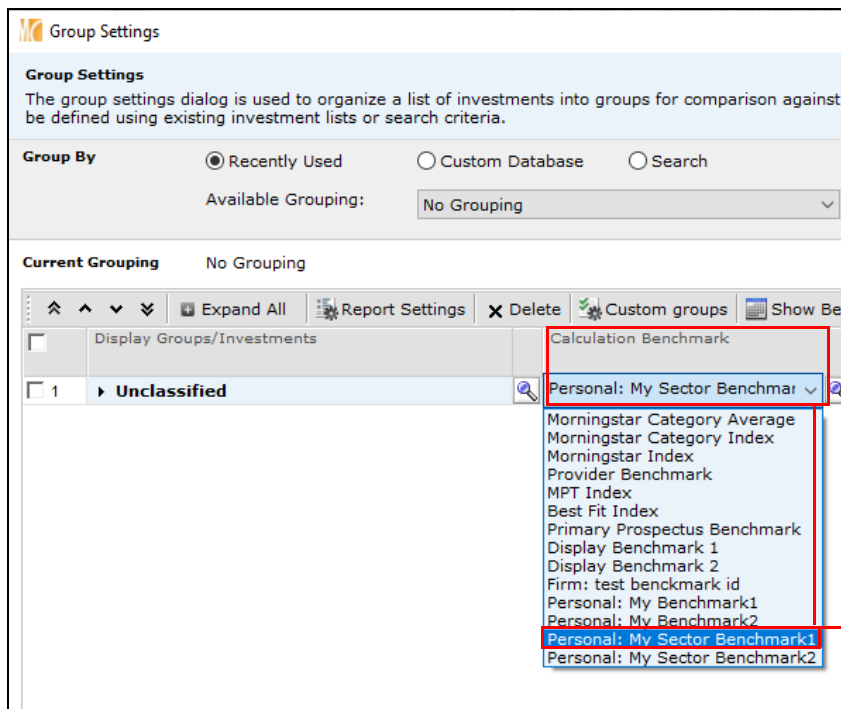 Group Settings
Group Settings
The group settings dialog is used to organize a list of investments into groups for comparison against
be defined using existing investment lists or search criteria.
Group By Recently Used Custom Database Search
Available Grouping: No Grouping
Current Grouping No Grouping
Expand All Report Settings Delete Custom groups Show Be
Display Groups/Investments Calculation Benchmark
1 Unclassified Personal: My Sector Benchmar
Morningstar Category Average
Morningstar Category Index
Morningstar Index
Provider Benchmark
MPT Index
Best Fit Index
Primary Prospectus Benchmark
Display Benchmark 1
Display Benchmark 2
Firm: test benckmark id
Personal: My Benchmark1
Personal: My Benchmark2
Personal: My Sector Benchmark1
Personal: My Sector Benchmark2